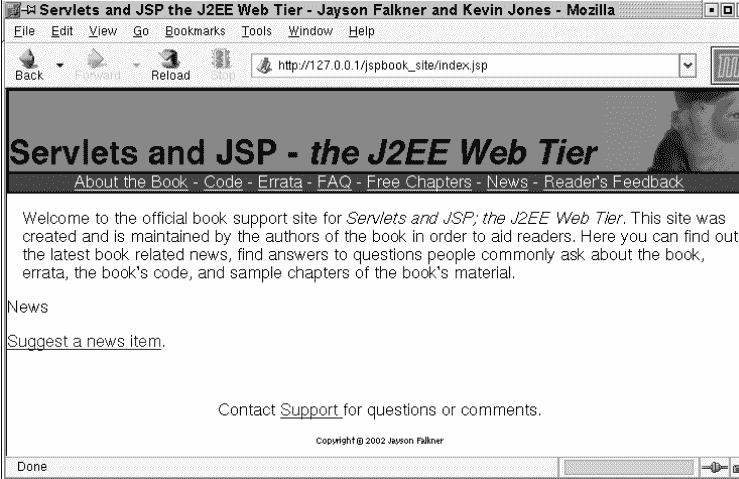 Servlets and JSP the J2EE Web Tier - Jayson Falkner and Kevin Jones - Mozilla
File Edit View Go Bookmarks Tools Window Help
Back Forward Reload Stop http://127.0.0.1/jspbook_site/index.jsp
Servlets and JSP - the J2EE Web Tier
About the Book - Code - Errata - FAQ - Free Chapters - News - Reader's Feedback
Welcome to the official book support site for Servlets and JSP; the J2EE Web Tier. This site was
created and is maintained by the authors of the book in order to aid readers. Here you can find out
the latest book related news, find answers to questions people commonly ask about the book,
errata, the book's code, and sample chapters of the book's material.
News
Suggest a news item.
Contact Support for questions or comments.
Copyright © 2002 Jayson Falkner
Done